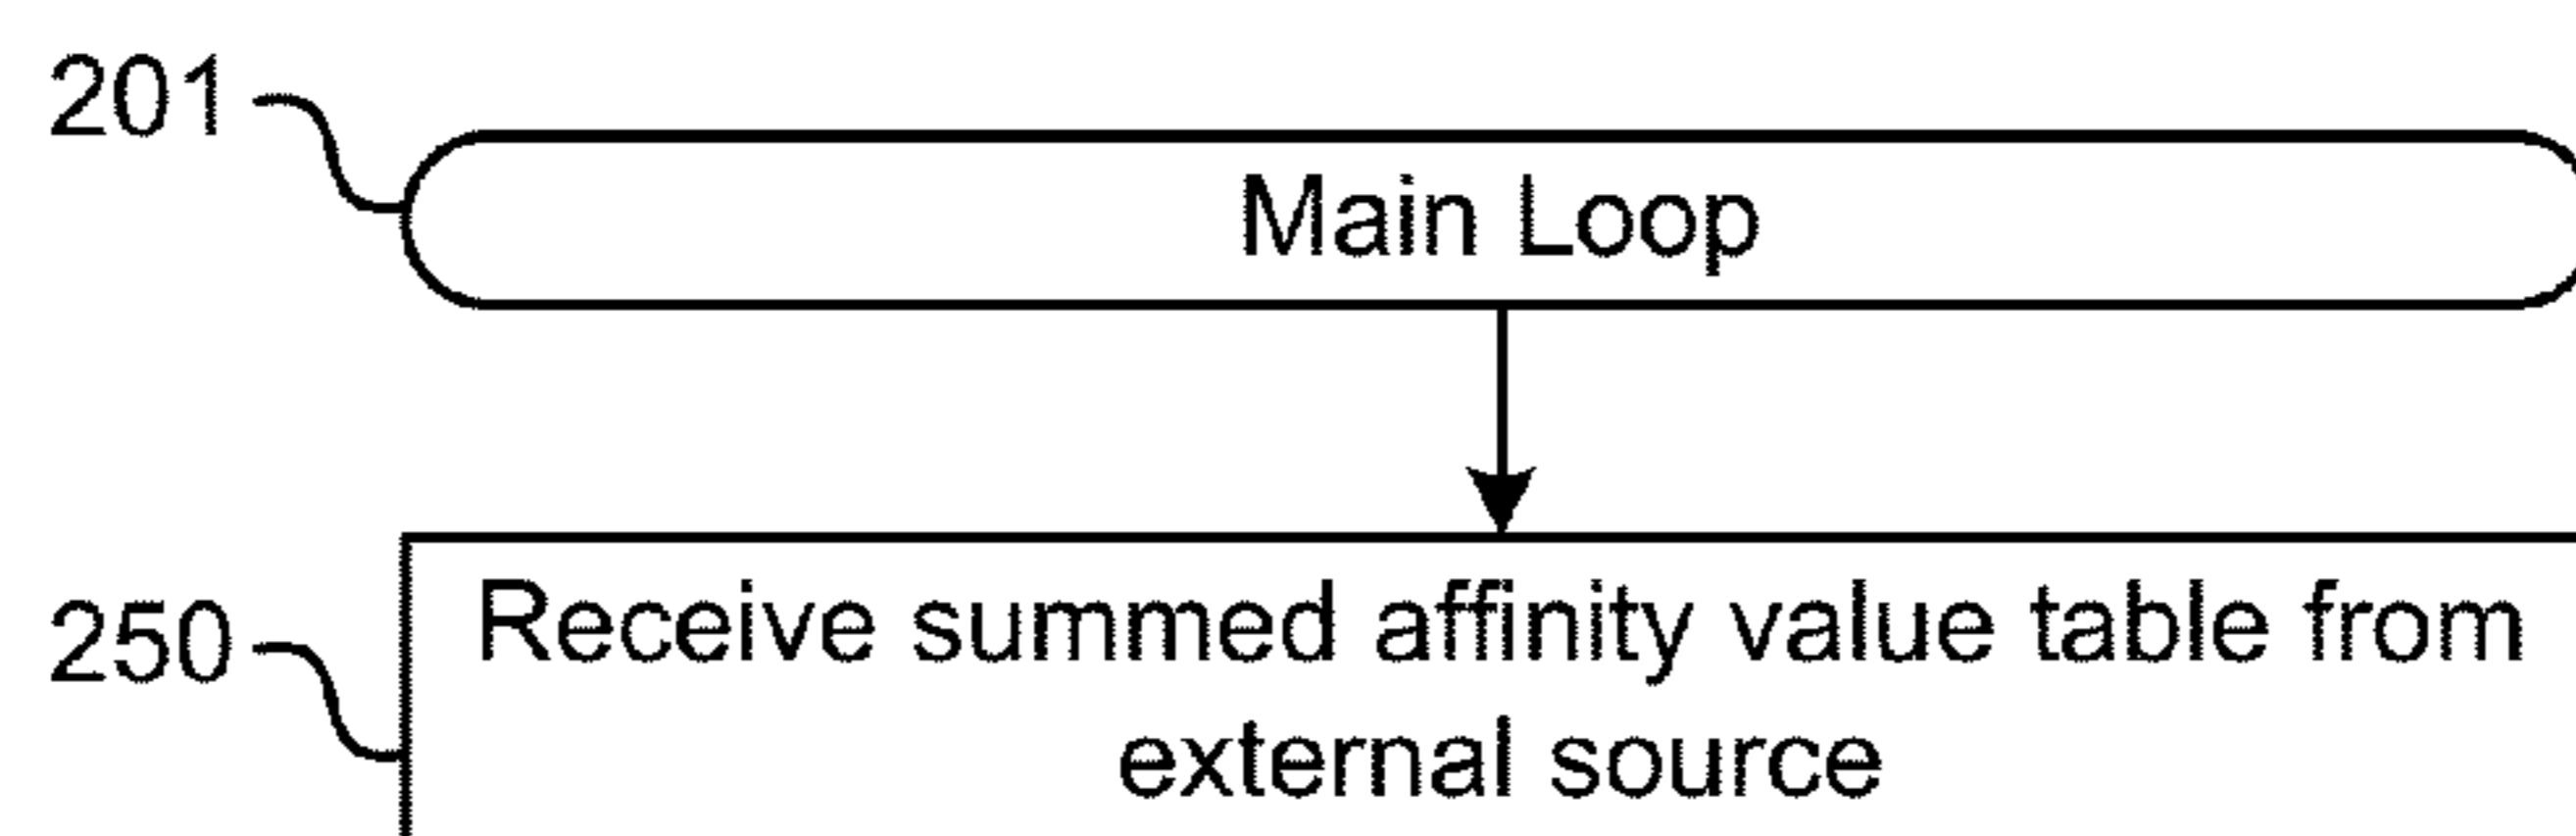 201
Main Loop
250
Receive summed affinity value table from
external source